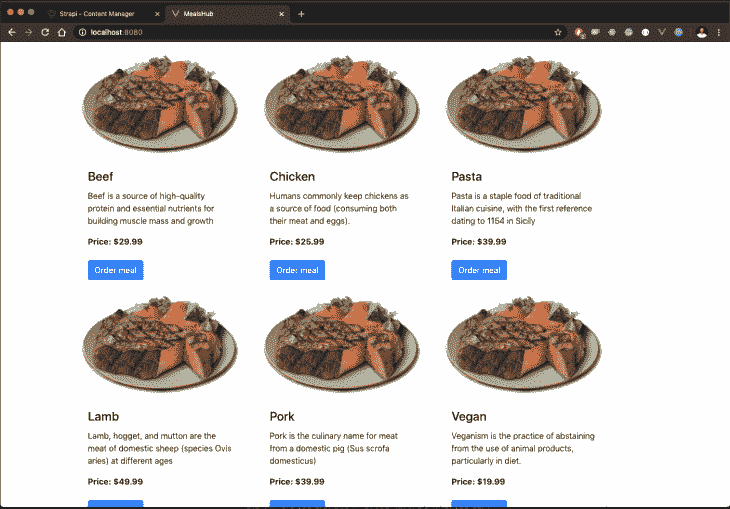 Strapi - Content Manager
MealsHub
localhost:8080
Beef
Beef is a source of high-quality
protein and essential nutrients for
building muscle mass and growth
Price: $29.99
Order meal
Chicken
Humans commonly keep chickens as
a source of food (consuming both
their meat and eggs).
Price: $25.99
Order meal
Pasta
Pasta is a staple food of traditional
Italian cuisine, with the first reference
dating to 1154 in Sicily
Price: $39.99
Order meal
Lamb
Lamb, hogget, and mutton are the
meat of domestic sheep (species Ovis
aries) at different ages
Price: $49.99
Pork
Pork is the culinary name for meat
from a domestic pig (Sus scrofa
domesticus)
Price: $39.99
Vegan
Veganism is the practice of abstaining
from the use of animal products,
particularly in diet.
Price: $19.99